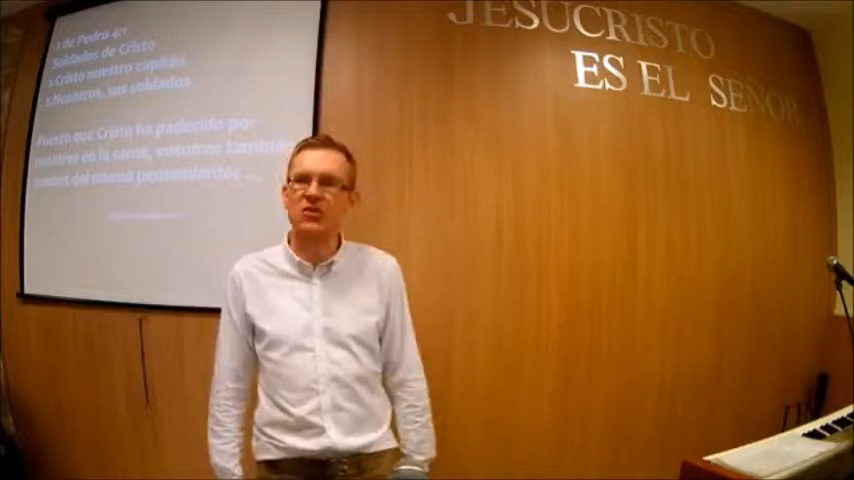 1 de Pedro 4:1
Soldados de Cristo
1.Cristo nuestro capitán
2.Nosotros, sus soldados
Puesto que Cristo ha padecido por
nosotros en la carne, vosotros también
armaos del mismo pensamiento …
JESUCRISTO
ES EL SEÑOR